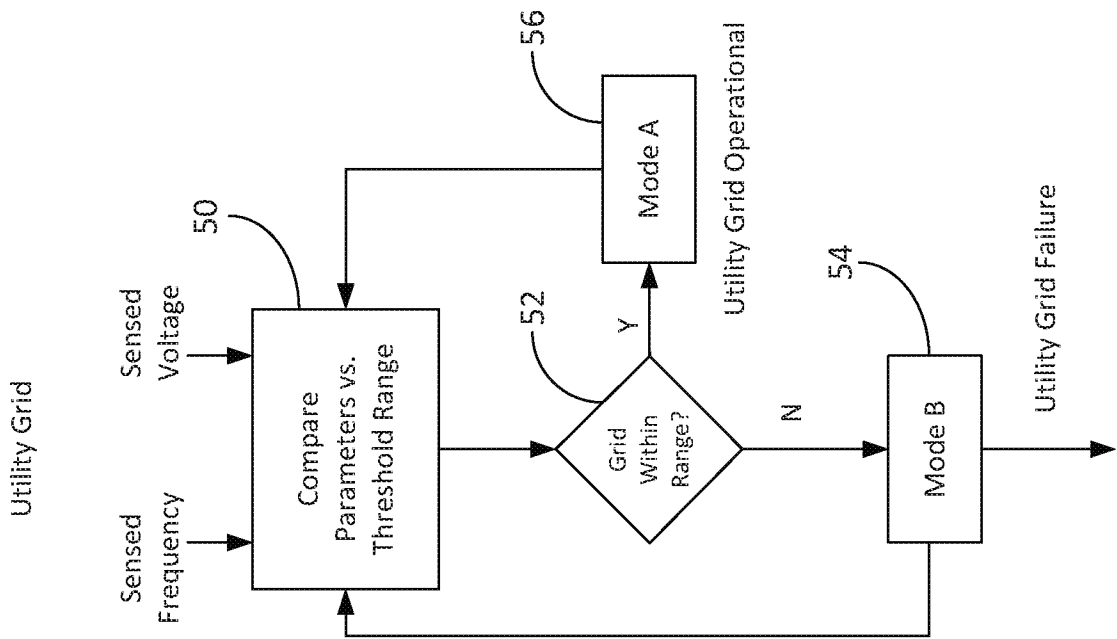 Utility Grid
Sensed
Frequency
Sensed
Voltage
50
Compare
Parameters vs.
Threshold Range
52
Grid
Within
Range?
Y
56
Mode A
Utility Grid Operational
N
54
Mode B
Utility Grid Failure